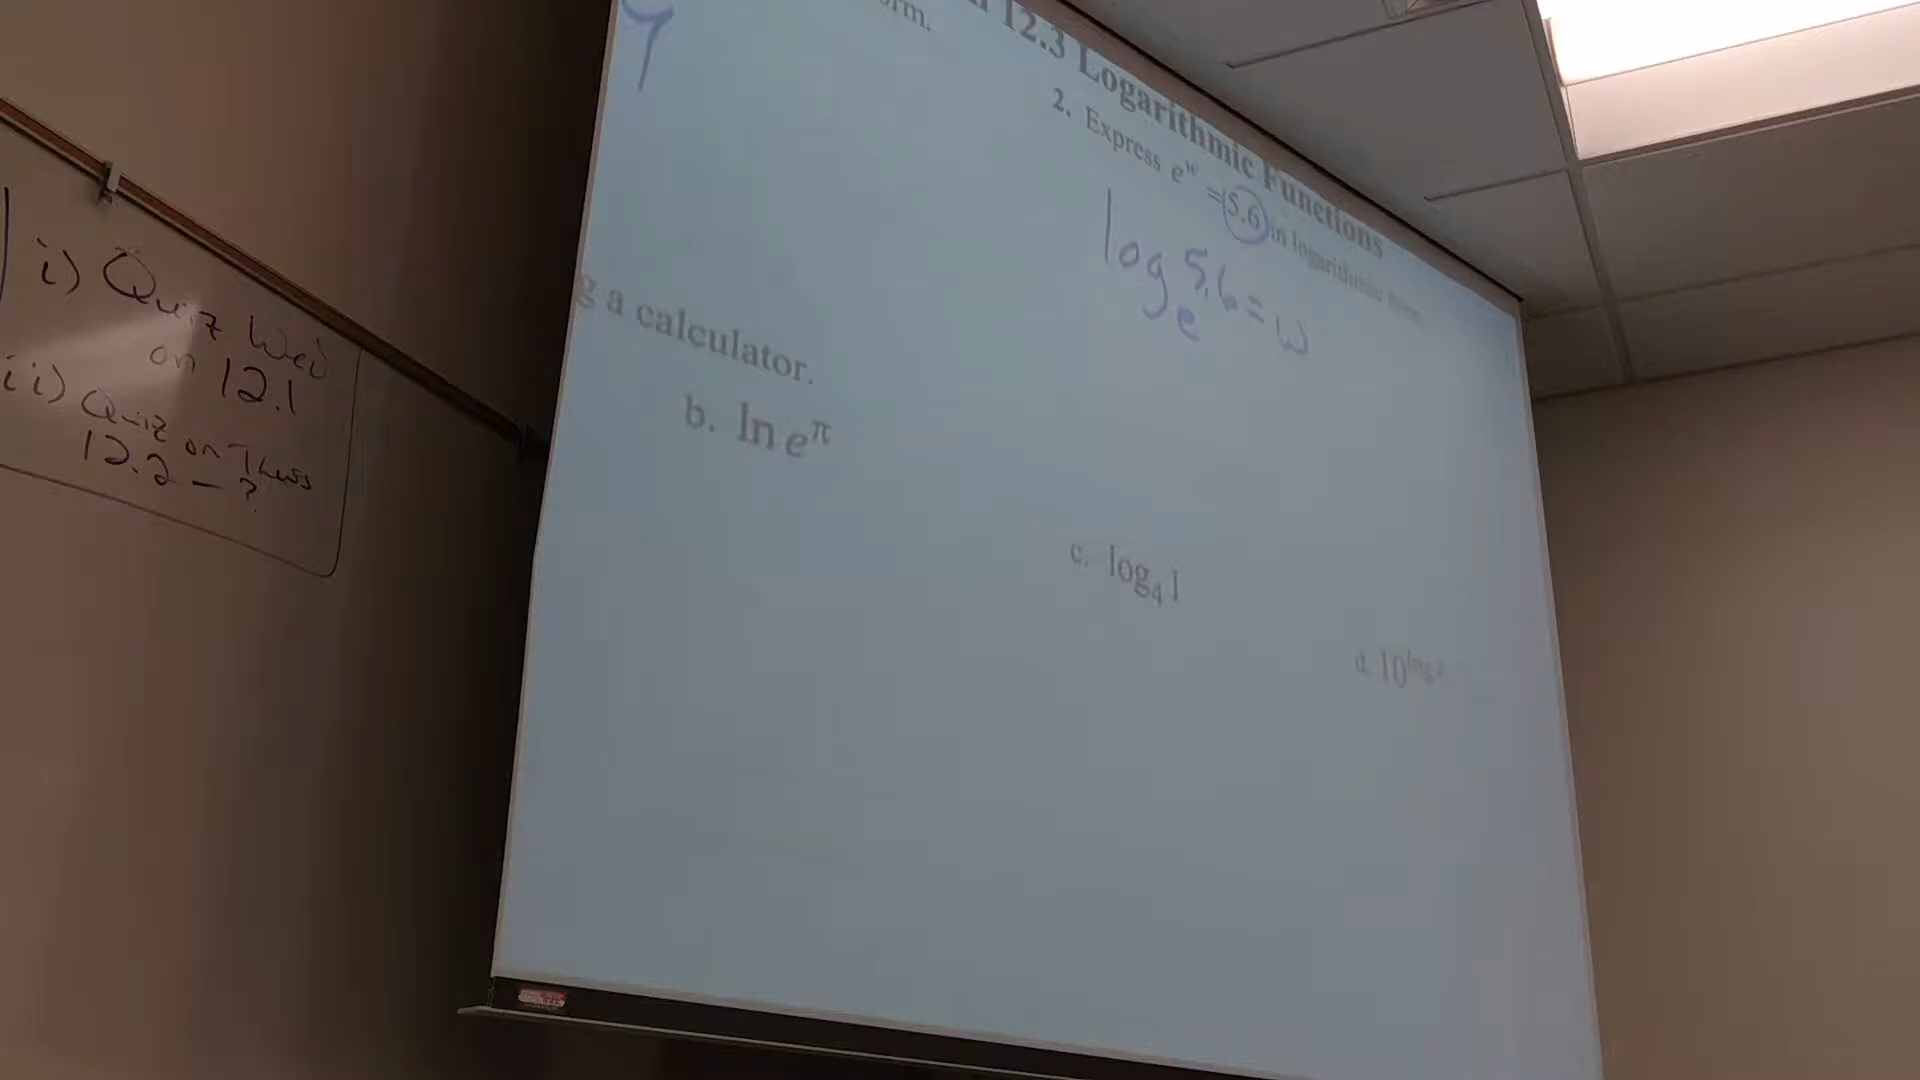 i) Quiz Wed
on 12.1
ii) Quiz on Thurs
12.2 – ?
12.3 Logarithmic Functions
2. Express e^w = 5.6 in logarithmic form.
log_e 5.6 = w
a calculator.
b. ln e^π
c. log_4 1
d. 10^log